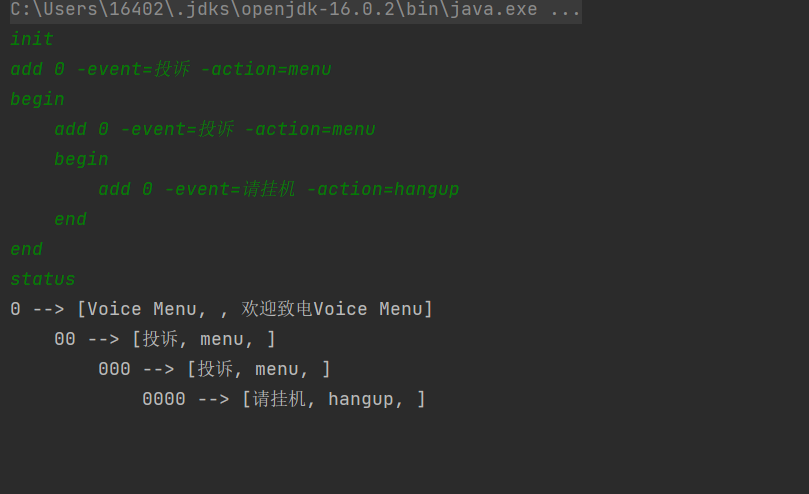 C:\Users\16402\.jdks\openjdk-16.0.2\bin\java.exe ...
init
add 0 -event=投诉 -action=menu
begin
    add 0 -event=投诉 -action=menu
    begin
        add 0 -event=请挂机 -action=hangup
    end
end
status
0 --> [Voice Menu, , 欢迎致电Voice Menu]
    00 --> [投诉, menu, ]
        000 --> [投诉, menu, ]
            0000 --> [请挂机, hangup, ]